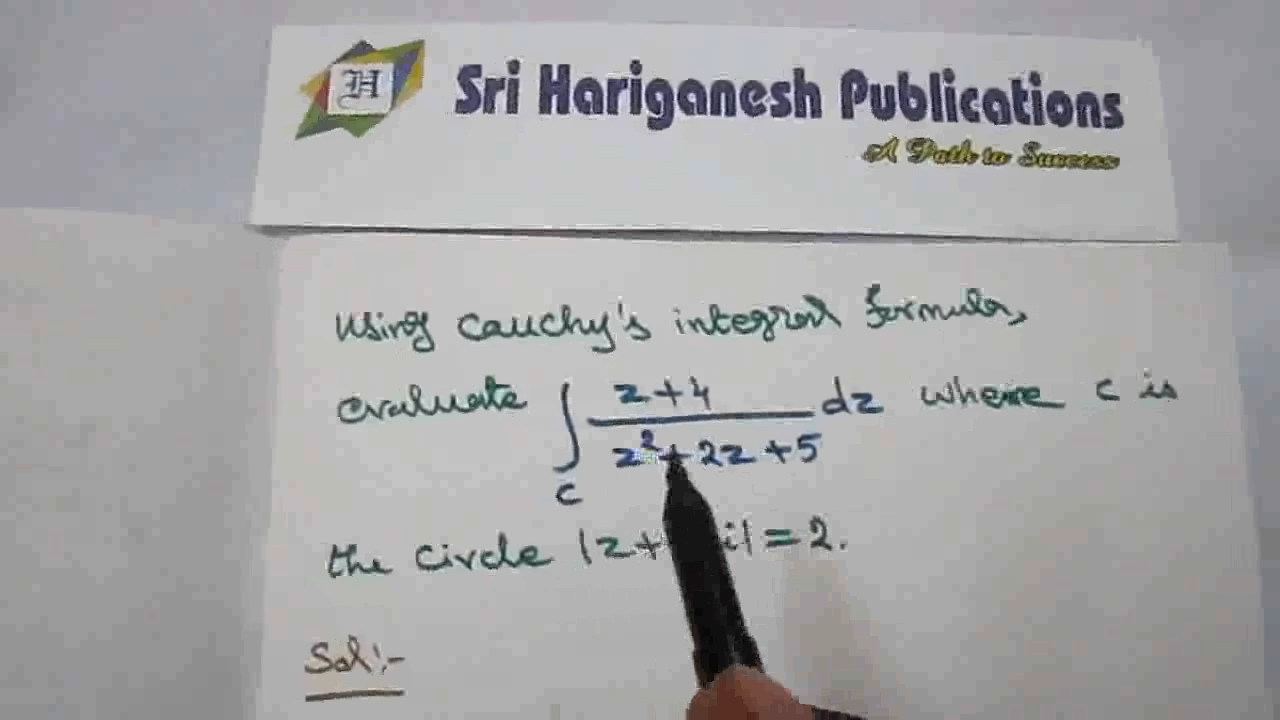 H
Sri Hariganesh Publications
A Path to Success
Using Cauchy's integral formula,
evaluate ∫_C (z+4)/(z²+2z+5) dz where C is
the circle |z+ i|=2.
Sol:-